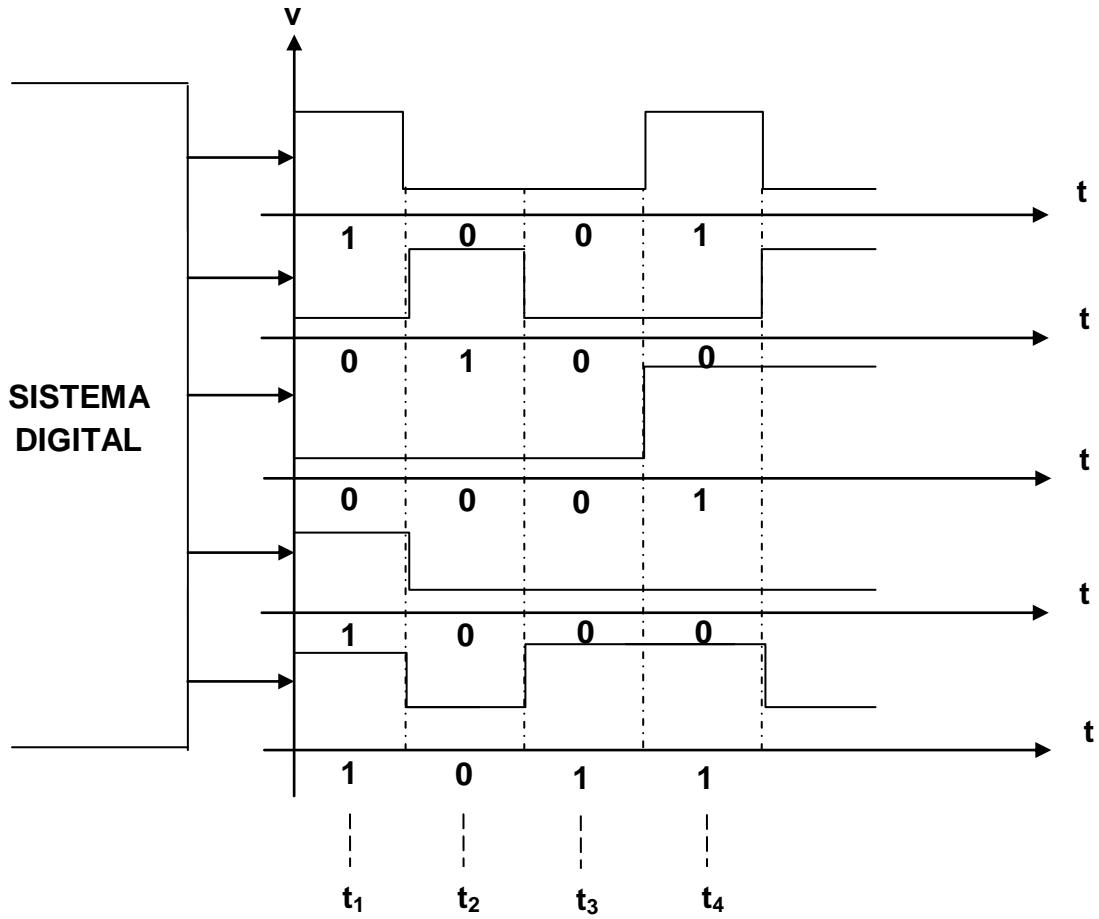 v
t
1 0 0 1
t
0 1 0 0
SISTEMA
DIGITAL
t
0 0 0 1
t
1 0 0 0
t
1 0 1 1
t1 t2 t3 t4